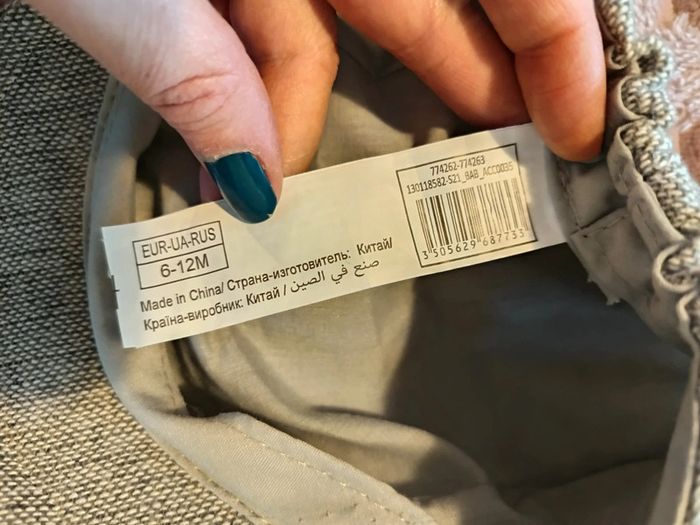 EUR-UA-RUS
6-12M
Made in China/ Страна-изготовитель: Китай/
Країна-виробник: Китай / صنع في الصين
774262-774263
130118582-S21_BAB_ACC0035
3 505629 687733